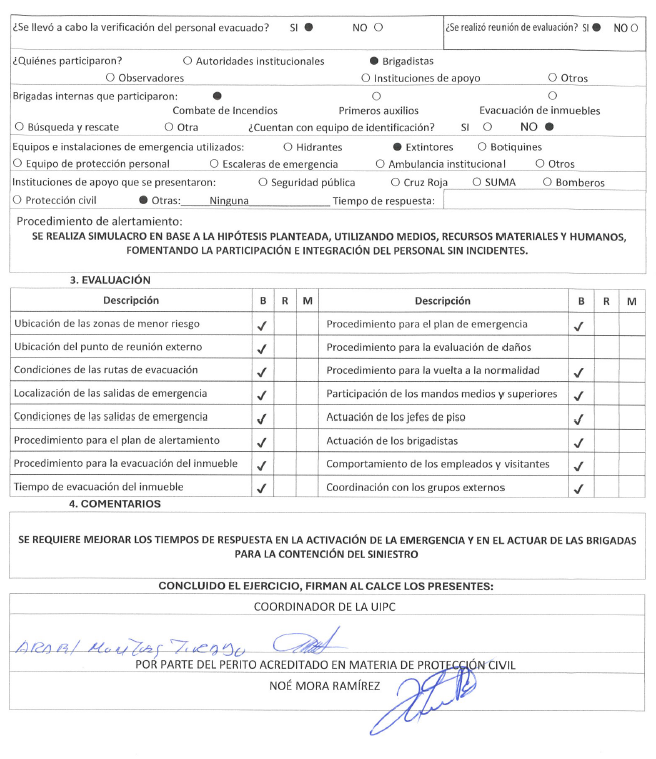 ¿Se llevó a cabo la verificación del personal evacuado? SI ● NO ○ ¿Se realizó reunión de evaluación? SI ● NO ○
¿Quiénes participaron? ○ Autoridades institucionales ● Brigadistas
○ Observadores ○ Instituciones de apoyo ○ Otros
Brigadas internas que participaron: ● ○ ○
Combate de Incendios Primeros auxilios Evacuación de inmuebles
○ Búsqueda y rescate ○ Otra ¿Cuentan con equipo de identificación? SI ○ NO ●
Equipos e instalaciones de emergencia utilizados: ○ Hidrantes ● Extintores ○ Botiquines
○ Equipo de protección personal ○ Escaleras de emergencia ○ Ambulancia institucional ○ Otros
Instituciones de apoyo que se presentaron: ○ Seguridad pública ○ Cruz Roja ○ SUMA ○ Bomberos
○ Protección civil ● Otras: Ninguna Tiempo de respuesta:
Procedimiento de alertamiento:
SE REALIZA SIMULACRO EN BASE A LA HIPÓTESIS PLANTEADA, UTILIZANDO MEDIOS, RECURSOS MATERIALES Y HUMANOS,
FOMENTANDO LA PARTICIPACIÓN E INTEGRACIÓN DEL PERSONAL SIN INCIDENTES.
3. EVALUACIÓN
Descripción B R M Descripción B R M
Ubicación de las zonas de menor riesgo ✓ Procedimiento para el plan de emergencia ✓
Ubicación del punto de reunión externo ✓ Procedimiento para la evaluación de daños
Condiciones de las rutas de evacuación ✓ Procedimiento para la vuelta a la normalidad ✓
Localización de las salidas de emergencia ✓ Participación de los mandos medios y superiores ✓
Condiciones de las salidas de emergencia ✓ Actuación de los jefes de piso ✓
Procedimiento para el plan de alertamiento ✓ Actuación de los brigadistas ✓
Procedimiento para la evacuación del inmueble ✓ Comportamiento de los empleados y visitantes ✓
Tiempo de evacuación del inmueble ✓ Coordinación con los grupos externos ✓
4. COMENTARIOS
SE REQUIERE MEJORAR LOS TIEMPOS DE RESPUESTA EN LA ACTIVACIÓN DE LA EMERGENCIA Y EN EL ACTUAR DE LAS BRIGADAS
PARA LA CONTENCIÓN DEL SINIESTRO
CONCLUIDO EL EJERCICIO, FIRMAN AL CALCE LOS PRESENTES:
COORDINADOR DE LA UIPC
POR PARTE DEL PERITO ACREDITADO EN MATERIA DE PROTECCIÓN CIVIL
NOÉ MORA RAMÍREZ